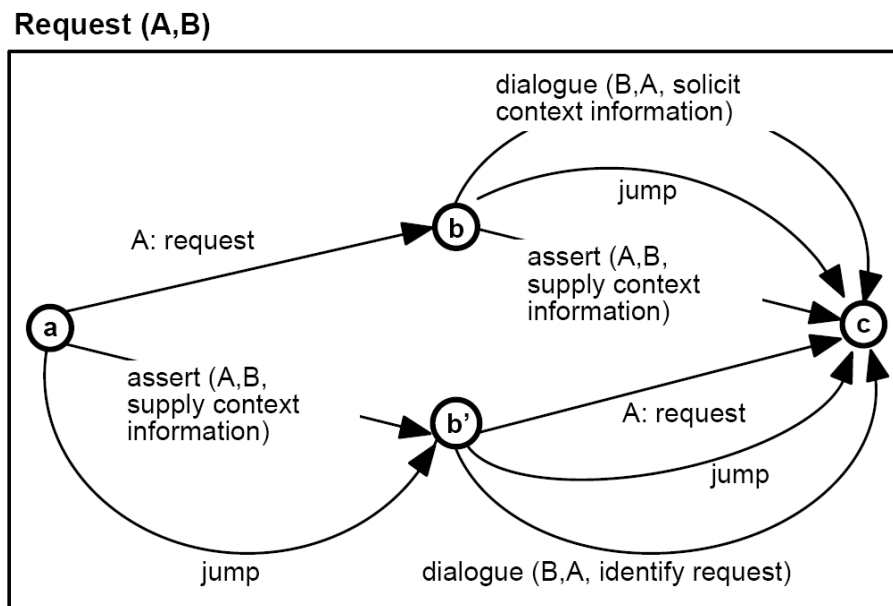 Request (A,B)
dialogue (B,A, solicit
context information)
jump
b
A: request
assert (A,B,
supply context
information)
a
c
assert (A,B,
supply context
information)
b’
A: request
jump
jump
dialogue (B,A, identify request)